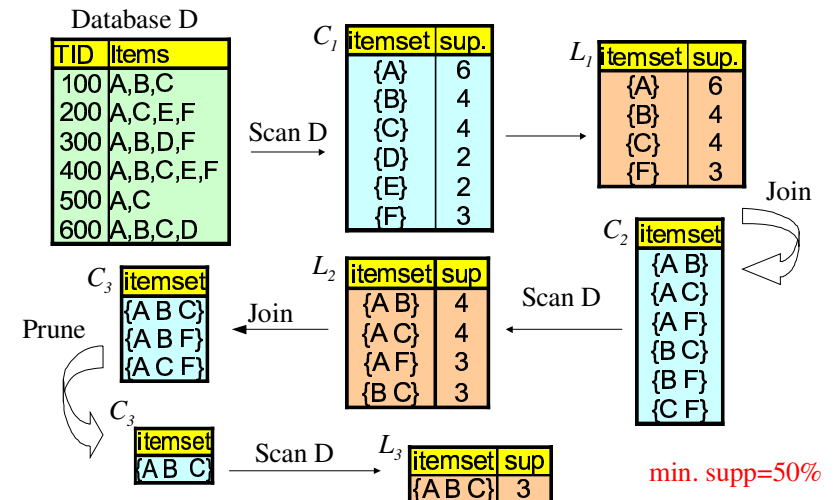 Database D
TID Items
100 A,B,C
200 A,C,E,F
300 A,B,D,F
400 A,B,C,E,F
500 A,C
600 A,B,C,D
Scan D
C1
itemset sup.
{A} 6
{B} 4
{C} 4
{D} 2
{E} 2
{F} 3
L1
itemset sup.
{A} 6
{B} 4
{C} 4
{F} 3
Join
C2
itemset
{A B}
{A C}
{A F}
{B C}
{B F}
{C F}
Scan D
L2
itemset sup
{A B} 4
{A C} 4
{A F} 3
{B C} 3
Join
C3
itemset
{A B C}
{A B F}
{A C F}
Prune
C3
itemset
{A B C}
Scan D
L3
itemset sup
{A B C} 3
min. supp=50%